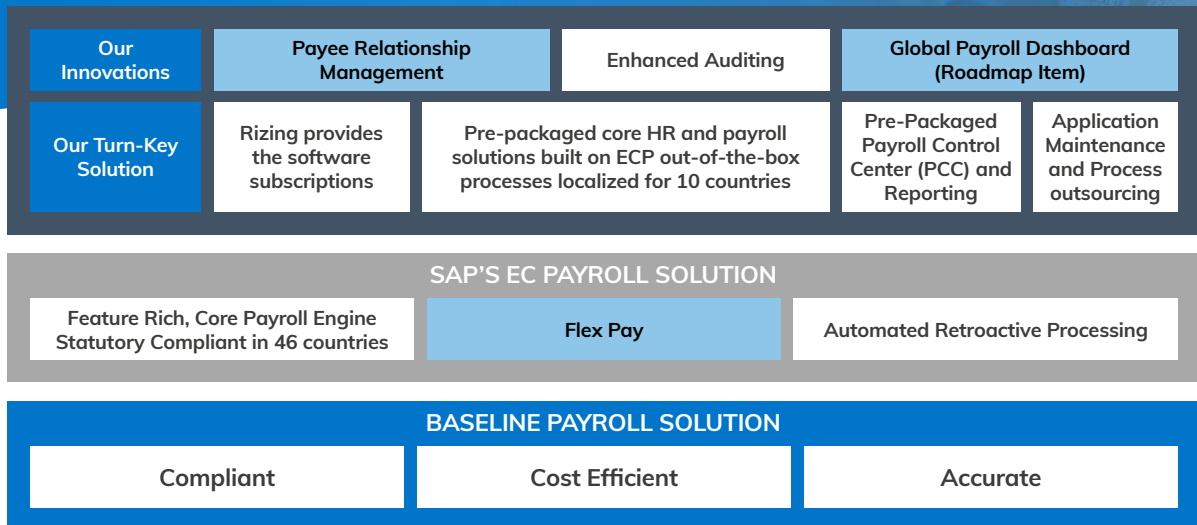 Our
Innovations
Payee Relationship
Management
Enhanced Auditing
Global Payroll Dashboard
(Roadmap Item)
Our Turn-Key
Solution
Rizing provides
the software
subscriptions
Pre-packaged core HR and payroll
solutions built on ECP out-of-the-box
processes localized for 10 countries
Pre-Packaged
Payroll Control
Center (PCC) and
Reporting
Application
Maintenance
and Process
outsourcing
SAP'S EC PAYROLL SOLUTION
Feature Rich, Core Payroll Engine
Statutory Compliant in 46 countries
Flex Pay
Automated Retroactive Processing
BASELINE PAYROLL SOLUTION
Compliant
Cost Efficient
Accurate